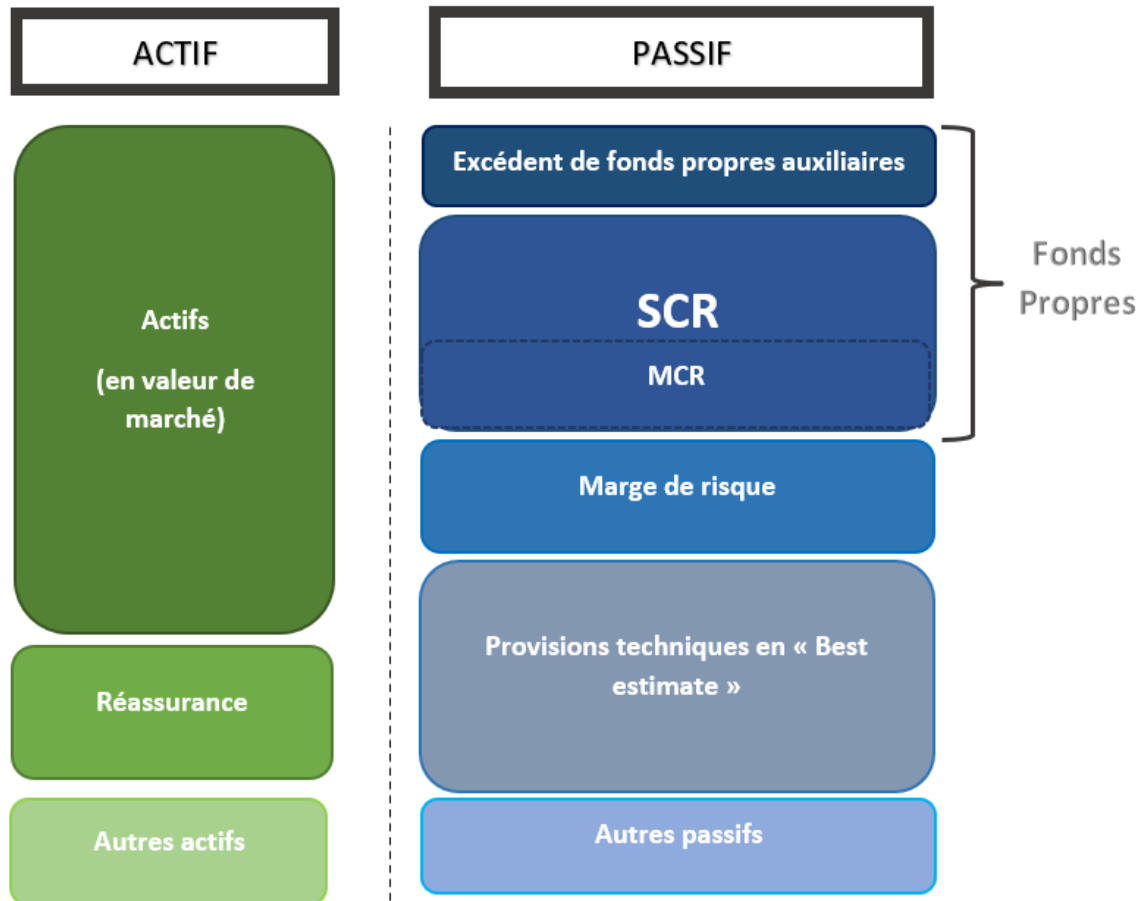 ACTIF
PASSIF
Actifs
(en valeur de
marché)
Réassurance
Autres actifs
Excédent de fonds propres auxiliaires
SCR
MCR
Marge de risque
Provisions techniques en « Best
estimate »
Autres passifs
Fonds
Propres